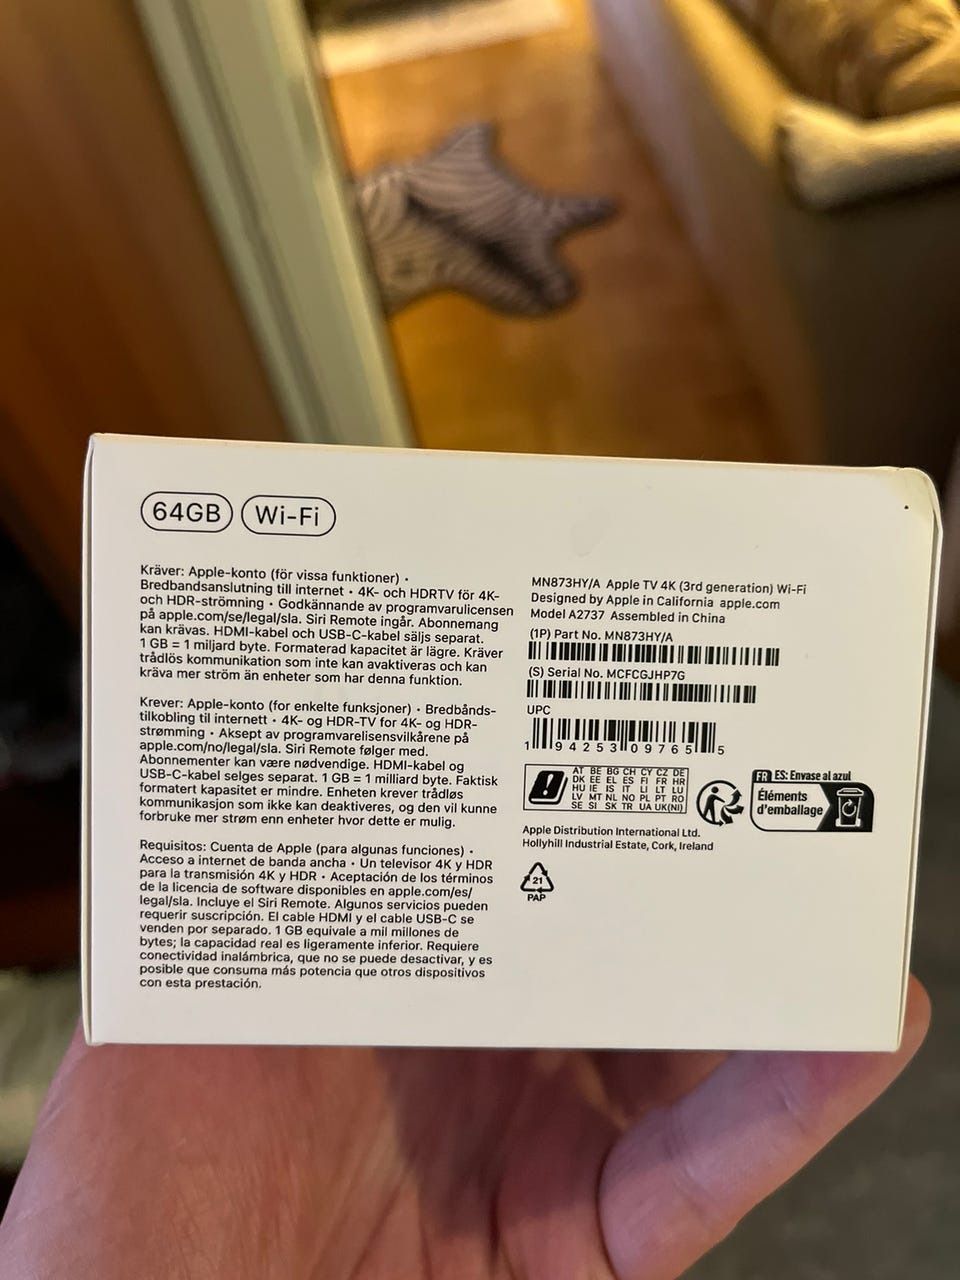 64GB Wi-Fi
Kräver: Apple-konto (för vissa funktioner) •
Bredbandsanslutning till internet • 4K- och HDRTV för 4K-
och HDR-strömning • Godkännande av programvarulicensen
på apple.com/se/legal/sla. Siri Remote ingår. Abonnemang
kan krävas. HDMI-kabel och USB-C-kabel säljs separat.
1 GB = 1 miljard byte. Formaterad kapacitet är lägre. Kräver
trådlös kommunikation som inte kan avaktiveras och kan
kräva mer ström än enheter som har denna funktion.
Krever: Apple-konto (for enkelte funksjoner) • Bredbånds-
tilkobling til internett • 4K- og HDR-TV for 4K- og HDR-
strømming • Aksept av programvarelisensvilkårene på
apple.com/no/legal/sla. Siri Remote følger med.
Abonnementer kan være nødvendige. HDMI-kabel og
USB-C-kabel selges separat. 1 GB = 1 milliard byte. Faktisk
formatert kapasitet er mindre. Enheten krever trådløs
kommunikasjon som ikke kan deaktiveres, og den vil kunne
forbruke mer strøm enn enheter hvor dette er mulig.
Requisitos: Cuenta de Apple (para algunas funciones) •
Acceso a internet de banda ancha • Un televisor 4K y HDR
para la transmisión 4K y HDR • Aceptación de los términos
de la licencia de software disponibles en apple.com/es/
legal/sla. Incluye el Siri Remote. Algunos servicios pueden
requerir suscripción. El cable HDMI y el cable USB-C se
venden por separado. 1 GB equivale a mil millones de
bytes; la capacidad real es ligeramente inferior. Requiere
conectividad inalámbrica, que no se puede desactivar, y es
posible que consuma más potencia que otros dispositivos
con esta prestación.
MN873HY/A Apple TV 4K (3rd generation) Wi-Fi
Designed by Apple in California apple.com
Model A2737 Assembled in China
(1P) Part No. MN873HY/A
(S) Serial No. MCFCGJHP7G
UPC
1 94253 09765 5
AT BE BG CH CY CZ DE
DK EE EL ES FI FR HR
HU IE IS IT LI LT LU
LV MT NL NO PL PT RO
SE SI SK TR UA UK(NI)
FR ES: Envase al azul
Éléments
d'emballage
Apple Distribution International Ltd.
Hollyhill Industrial Estate, Cork, Ireland
21
PAP